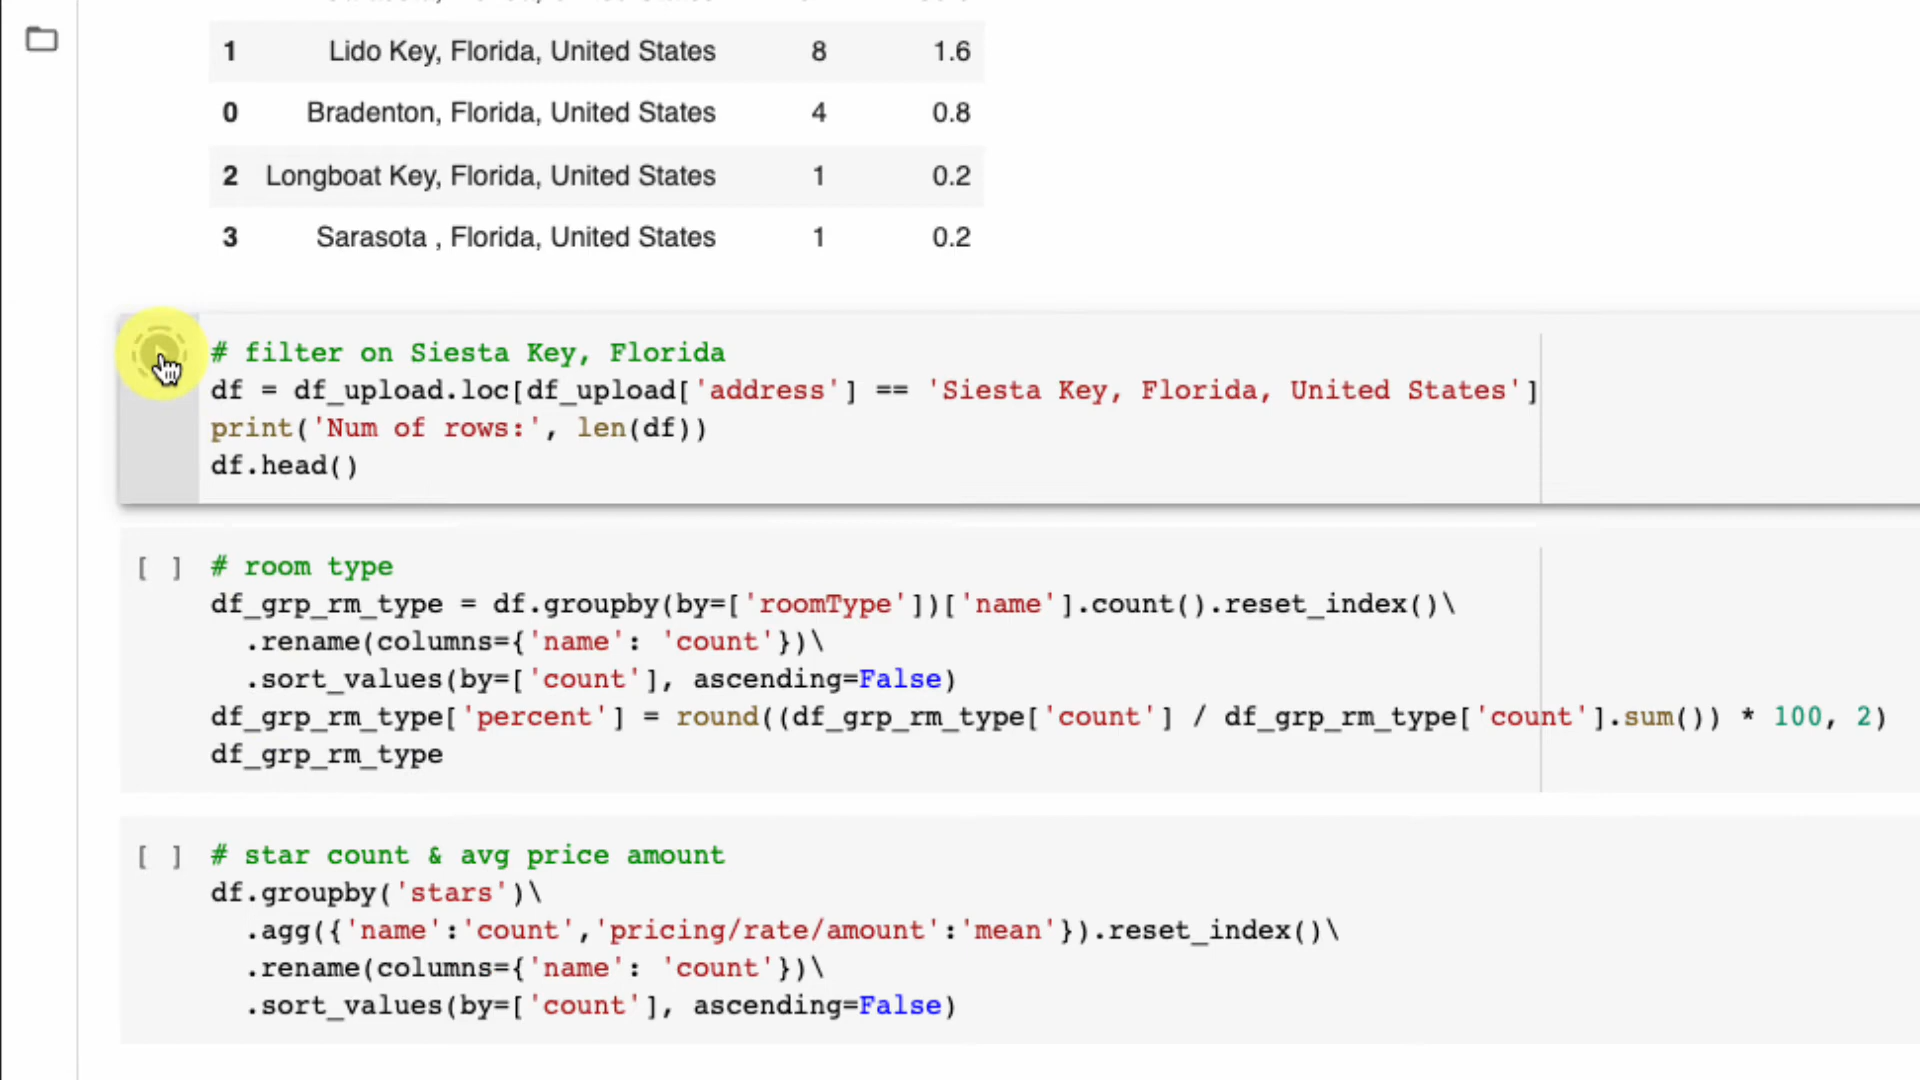 1 Lido Key, Florida, United States 8 1.6
0 Bradenton, Florida, United States 4 0.8
2 Longboat Key, Florida, United States 1 0.2
3 Sarasota , Florida, United States 1 0.2
# filter on Siesta Key, Florida
df = df_upload.loc[df_upload['address'] == 'Siesta Key, Florida, United States']
print('Num of rows:', len(df))
df.head()
[ ] # room type
df_grp_rm_type = df.groupby(by=['roomType'])['name'].count().reset_index()\
.rename(columns={'name': 'count'})\
.sort_values(by=['count'], ascending=False)
df_grp_rm_type['percent'] = round((df_grp_rm_type['count'] / df_grp_rm_type['count'].sum()) * 100, 2)
df_grp_rm_type
[ ] # star count & avg price amount
df.groupby('stars')\
.agg({'name':'count','pricing/rate/amount':'mean'}).reset_index()\
.rename(columns={'name': 'count'})\
.sort_values(by=['count'], ascending=False)